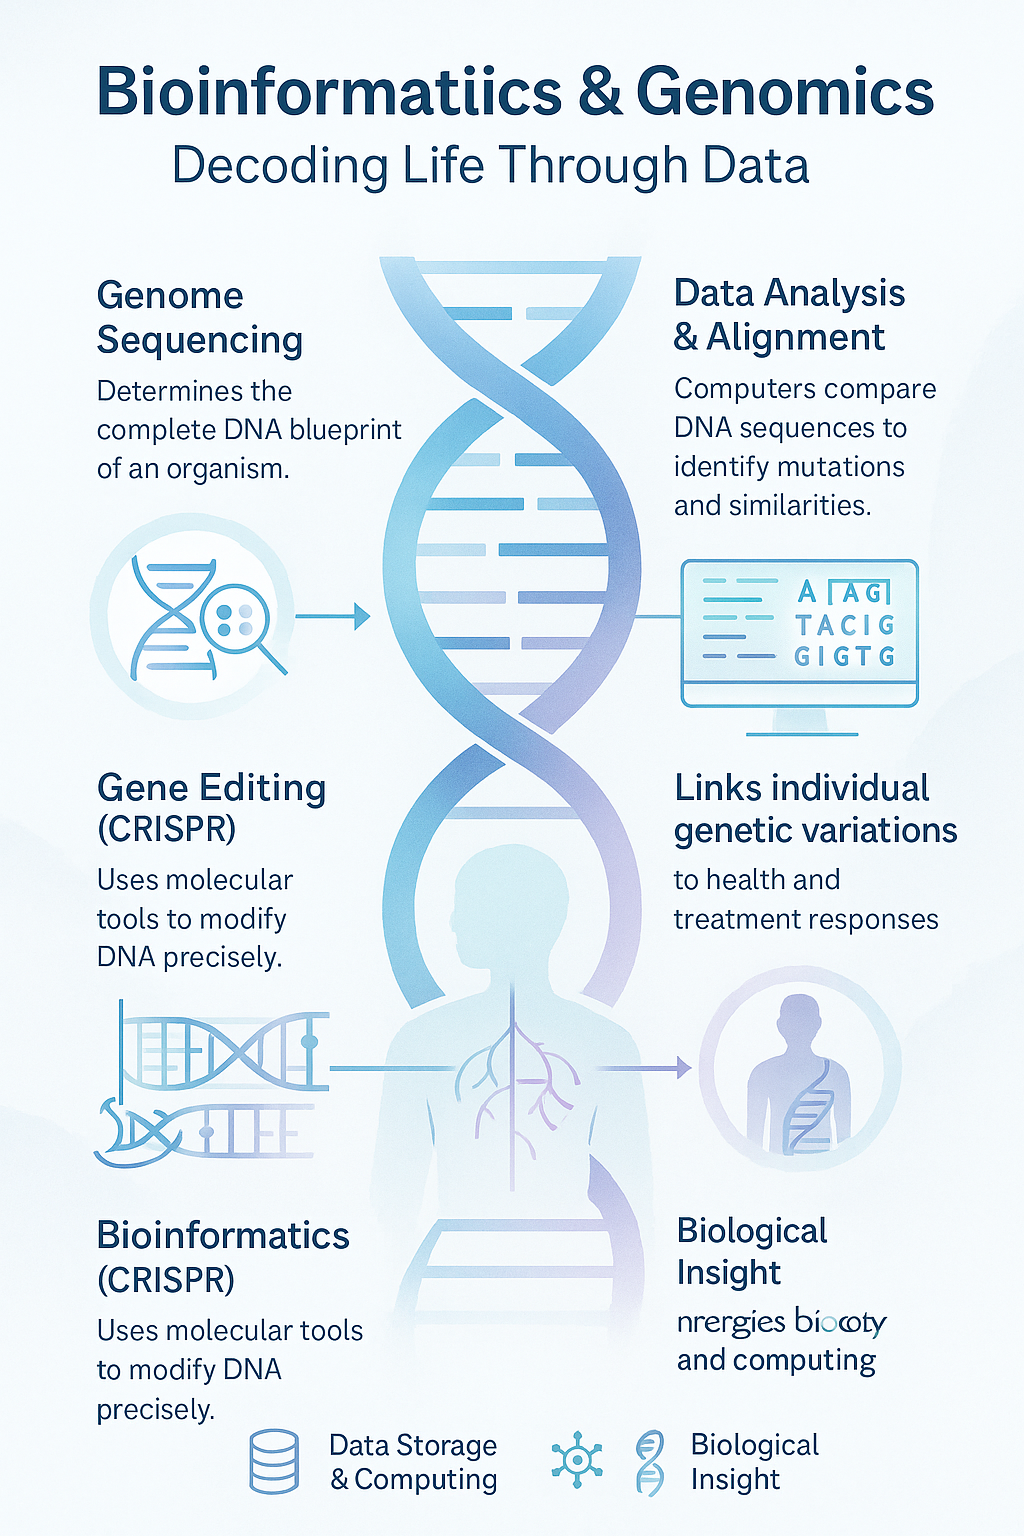 Bioinformatiics & Genomics
Decoding Life Through Data
Genome
Sequencing
Determines the
complete DNA blueprint
of an organism.
Data Analysis
& Alignment
Computers compare
DNA sequences to
identify mutations
and similarities.
A AG
TACIG
GIGTG
Gene Editing
(CRISPR)
Uses molecular
tools to modify
DNA precisely.
Links individual
genetic variations
to health and
treatment responses
Bioinformatics
(CRISPR)
Uses molecular tools
to modify DNA
precisely.
Biological
Insight
nrergies
and computing
Data Storage
& Computing
Biological
Insight